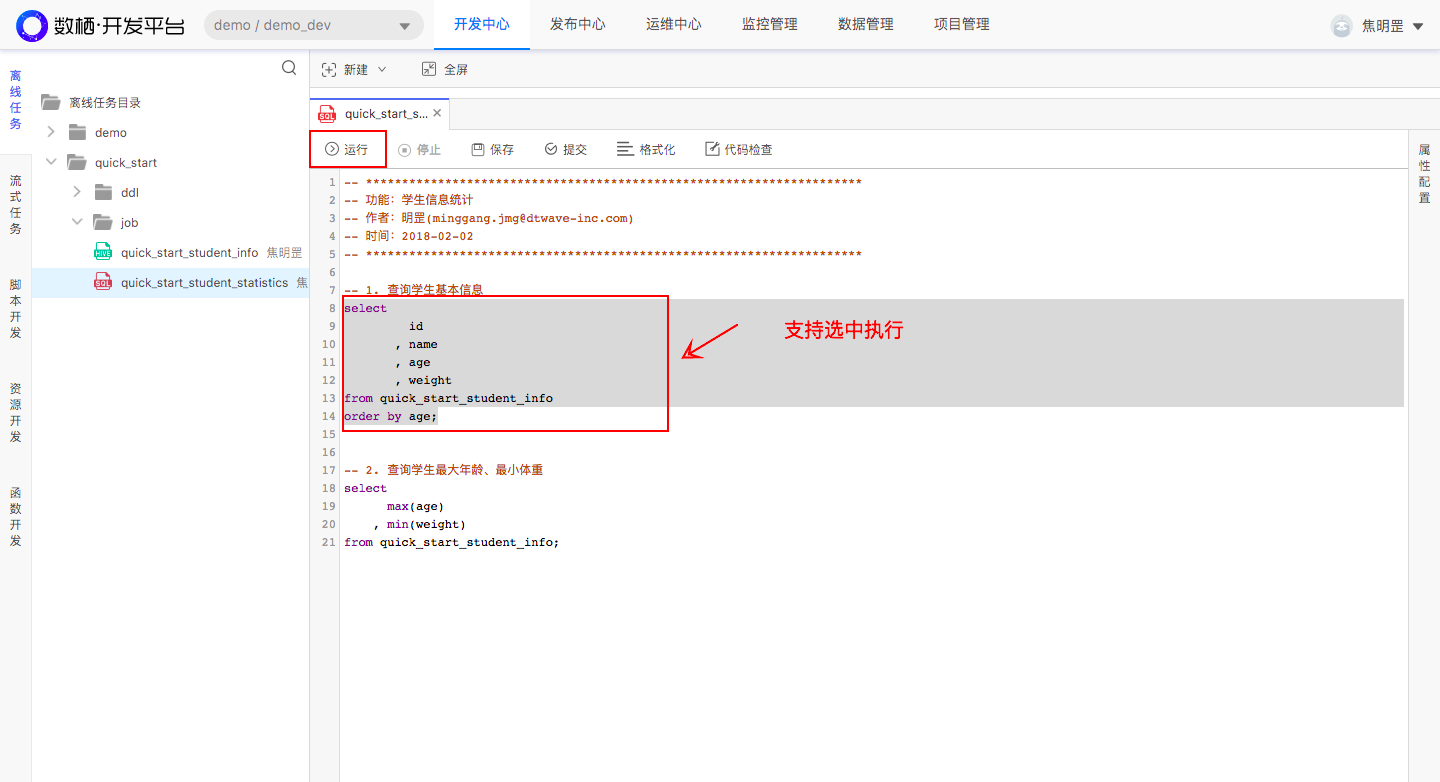 数栖·开发平台
demo / demo_dev
开发中心
发布中心
运维中心
监控管理
数据管理
项目管理
焦明罡
离线任务
流式任务
脚本开发
资源开发
函数开发
离线任务目录
demo
quick_start
ddl
job
HIVE quick_start_student_info 焦明罡
SQL quick_start_student_statistics 焦
新建
全屏
SQL quick_start_s...
运行
停止
保存
提交
格式化
代码检查
属性配置
1 -- *********************************************************************
2 -- 功能：学生信息统计
3 -- 作者：明罡(minggang.jmg@dtwave-inc.com)
4 -- 时间：2018-02-02
5 -- *********************************************************************
6
7 -- 1. 查询学生基本信息
8 select
9 id
10 , name
11 , age
12 , weight
13 from quick_start_student_info
14 order by age;
15
16
17 -- 2. 查询学生最大年龄、最小体重
18 select
19 max(age)
20 , min(weight)
21 from quick_start_student_info;
支持选中执行